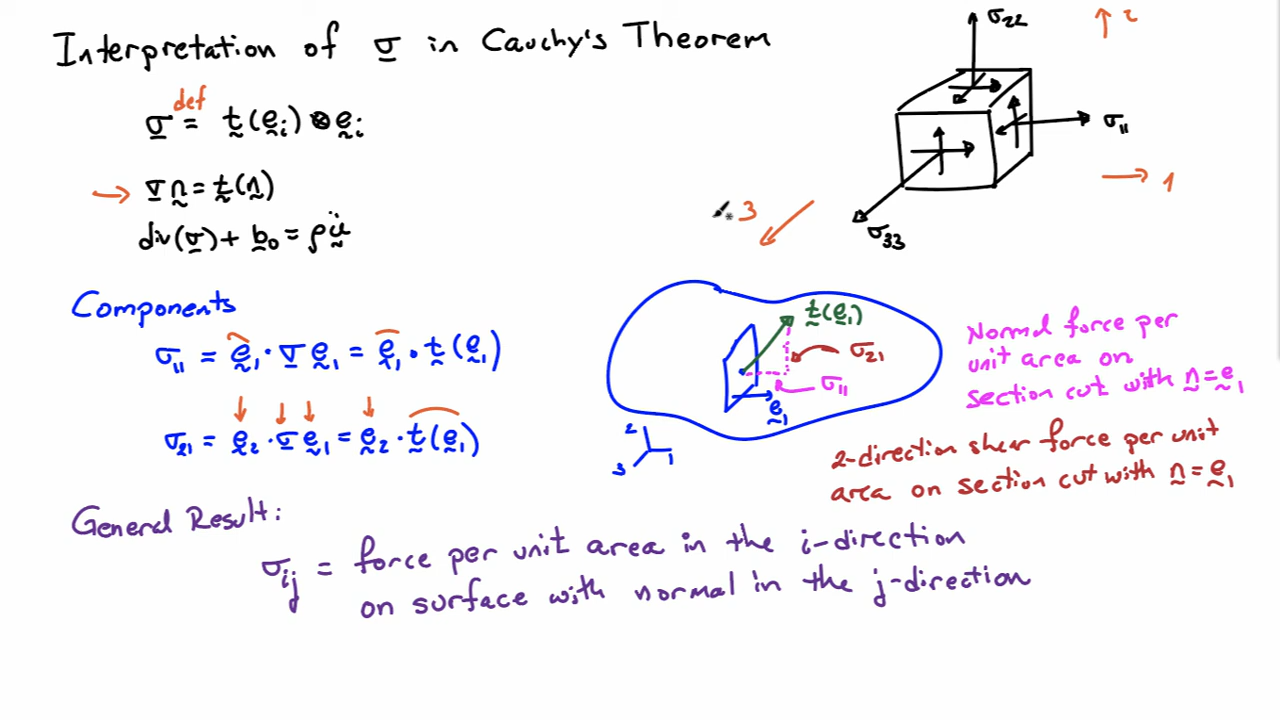 Interpretation of σ in Cauchy's Theorem
σ =def t(e_i) ⊗ e_i
→ σ n = t(n)
div(σ) + b₀ = ρü
σ₂₂
2
σ₁₁
1
3
σ₃₃
Components
σ₁₁ = e₁ · σ e₁ = e₁ · t(e₁)
σ₂₁ = e₂ · σ e₁ = e₂ · t(e₁)
t(e₁)
σ₂₁
σ₁₁
e₁
2
1
3
Normal force per
unit area on
section cut with n = e₁
2-direction shear force per unit
area on section cut with n = e₁
General Result:
σij = force per unit area in the i-direction
on surface with normal in the j-direction